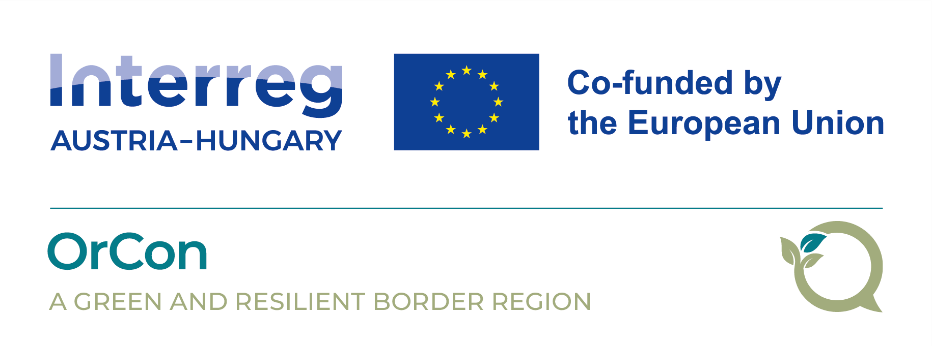 Interreg
AUSTRIA–HUNGARY
Co-funded by
the European Union
OrCon
A GREEN AND RESILIENT BORDER REGION